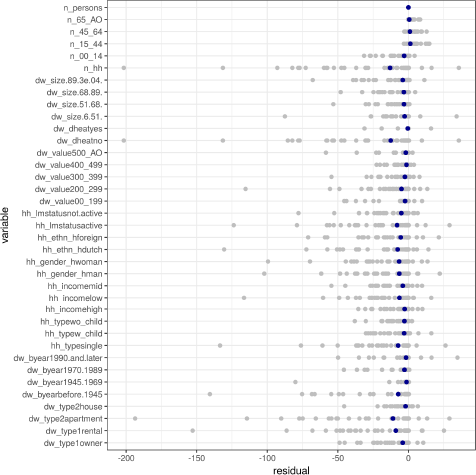 n_persons
n_65_AO
n_45_64
n_15_44
n_00_14
n_hh
dw_size.89.3e.04.
dw_size.68.89.
dw_size.51.68.
dw_size.6.51.
dw_dheatyes
dw_dheatno
dw_value500_AO
dw_value400_499
dw_value300_399
dw_value200_299
dw_value00_199
hh_lmstatusnot.active
hh_lmstatusactive
hh_ethn_hforeign
hh_ethn_hdutch
hh_gender_hwoman
hh_gender_hman
hh_incomemid
hh_incomelow
hh_incomehigh
hh_typewo_child
hh_typew_child
hh_typesingle
dw_byear1990.and.later
dw_byear1970.1989
dw_byear1945.1969
dw_byearbefore.1945
dw_type2house
dw_type2apartment
dw_type1rental
dw_type1owner
variable
-200 -150 -100 -50 0
residual